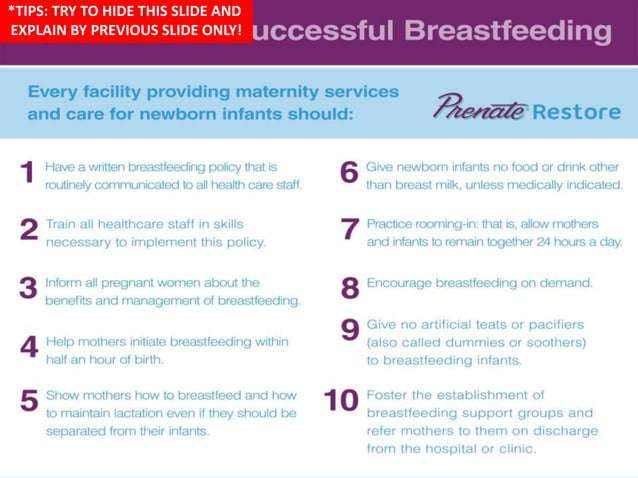 *TIPS: TRY TO HIDE THIS SLIDE AND
EXPLAIN BY PREVIOUS SLIDE ONLY!
uccessful Breastfeeding
Every facility providing maternity services
and care for newborn infants should:
Prenate Restore
1 Have a written breastfeeding policy that is
routinely communicated to all health care staff.
2 Train all healthcare staff in skills
necessary to implement this policy.
3 Inform all pregnant women about the
benefits and management of breastfeeding.
4 Help mothers initiate breastfeeding within
half an hour of birth.
5 Show mothers how to breastfeed and how
to maintain lactation even if they should be
separated from their infants.
6 Give newborn infants no food or drink other
than breast milk, unless medically indicated.
7 Practice rooming-in: that is, allow mothers
and infants to remain together 24 hours a day.
8 Encourage breastfeeding on demand.
9 Give no artificial teats or pacifiers
(also called dummies or soothers)
to breastfeeding infants.
10 Foster the establishment of
breastfeeding support groups and
refer mothers to them on discharge
from the hospital or clinic.